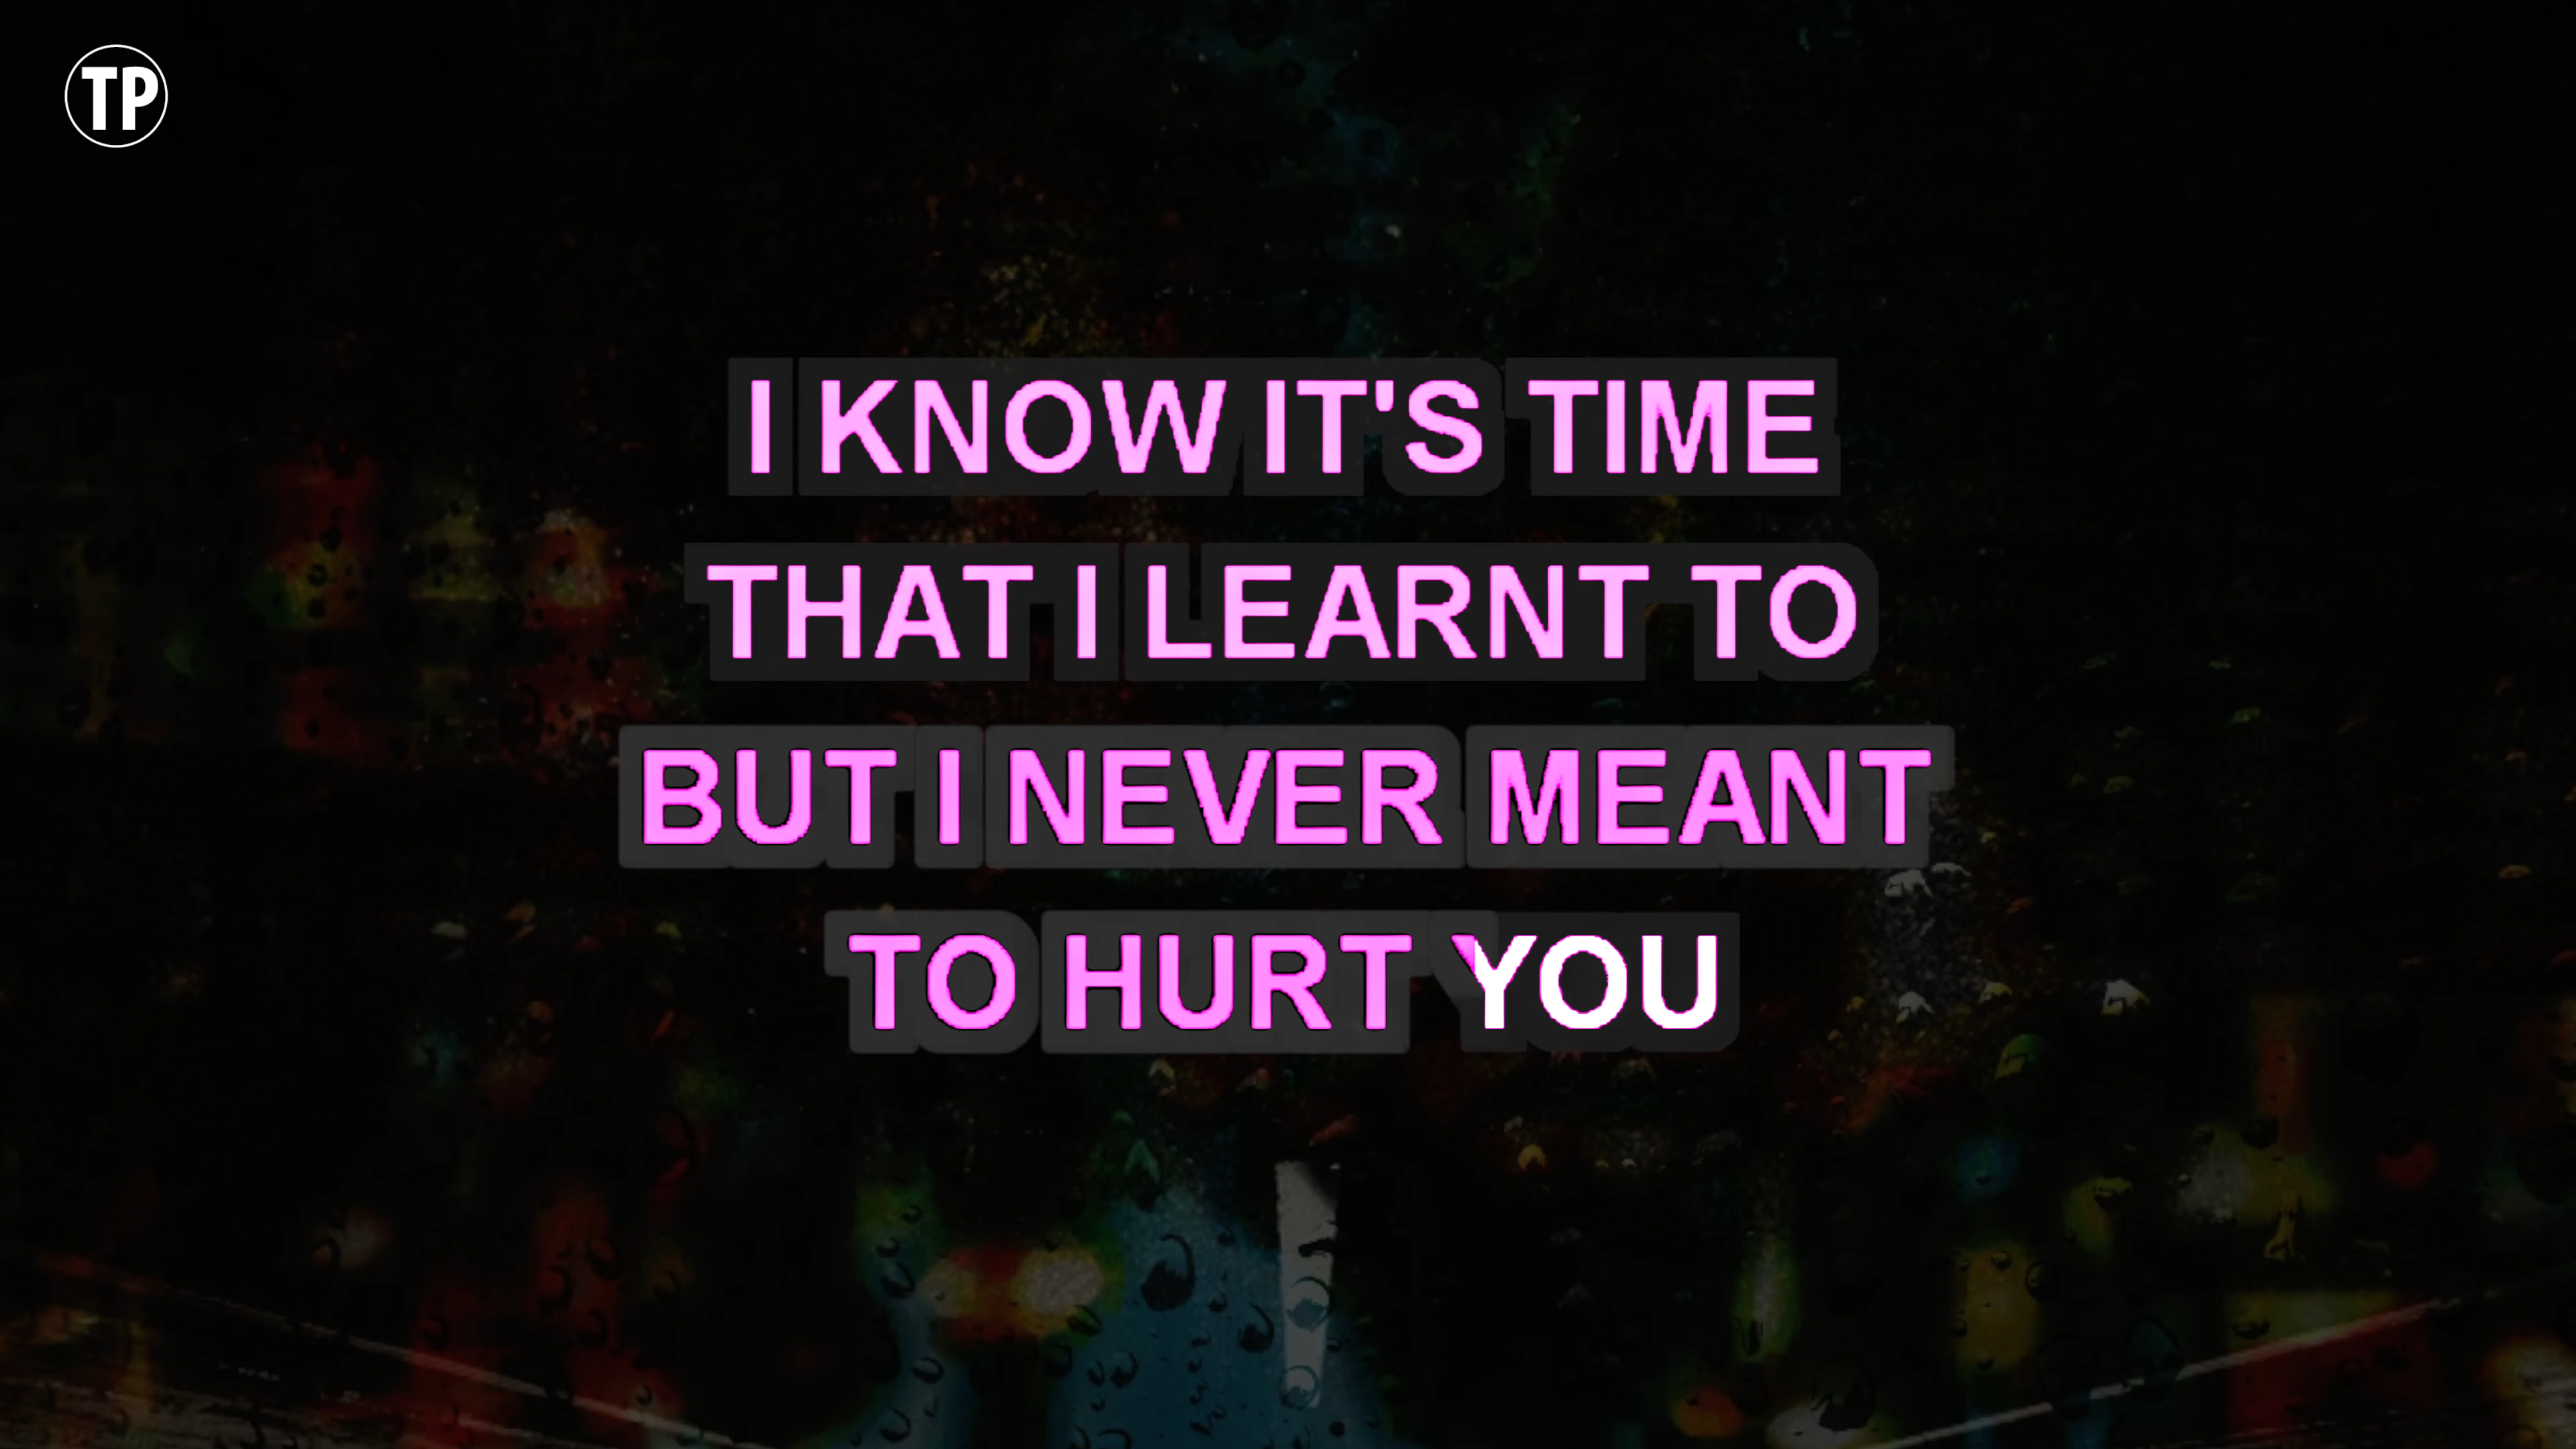 TP
I KNOW IT'S TIME
THAT I LEARNT TO
BUT I NEVER MEANT
TO HURT YOU